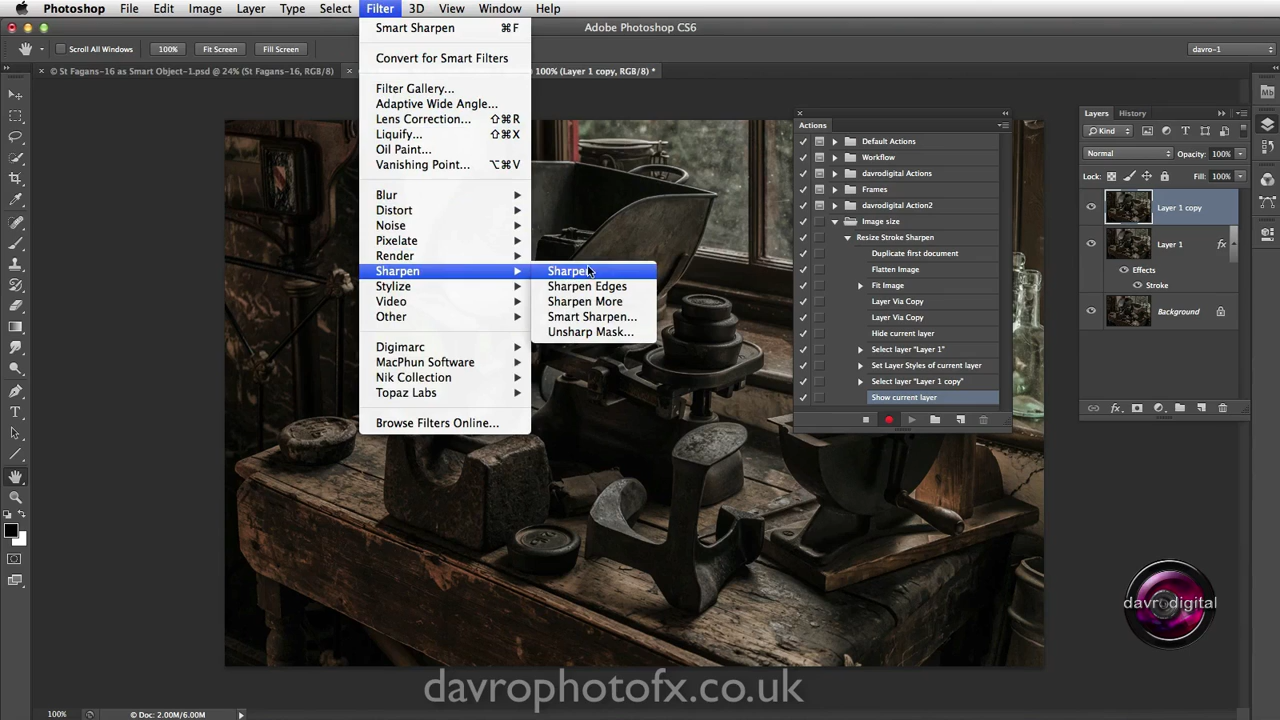 Photoshop File Edit Image Layer Type Select Filter 3D View Window Help
Adobe Photoshop CS6
Scroll All Windows 100% Fit Screen Fill Screen davro-1
× © St Fagans-16 as Smart Object-1.psd @ 24% (St Fagans-16, RGB/8) × 100% (Layer 1 copy, RGB/8) *
Smart Sharpen ⌘F
Convert for Smart Filters
Filter Gallery...
Adaptive Wide Angle...
Lens Correction... ⇧⌘R
Liquify... ⇧⌘X
Oil Paint...
Vanishing Point... ⌥⌘V
Blur
Distort
Noise
Pixelate
Render
Sharpen
Stylize
Video
Other
Digimarc
MacPhun Software
Nik Collection
Topaz Labs
Browse Filters Online...
Sharpen
Sharpen Edges
Sharpen More
Smart Sharpen...
Unsharp Mask...
Actions
Default Actions
Workflow
davrodigital Actions
Frames
davrodigital Action2
Image size
Resize Stroke Sharpen
Duplicate first document
Flatten Image
Fit Image
Layer Via Copy
Layer Via Copy
Hide current layer
Select layer "Layer 1"
Set Layer Styles of current layer
Select layer "Layer 1 copy"
Show current layer
Mb
Layers History
Kind
Normal Opacity: 100%
Lock: Fill: 100%
Layer 1 copy
Layer 1 fx
Effects
Stroke
Background
fx
davrodigital
davrophotofx.co.uk
100% Doc: 2.00M/6.00M